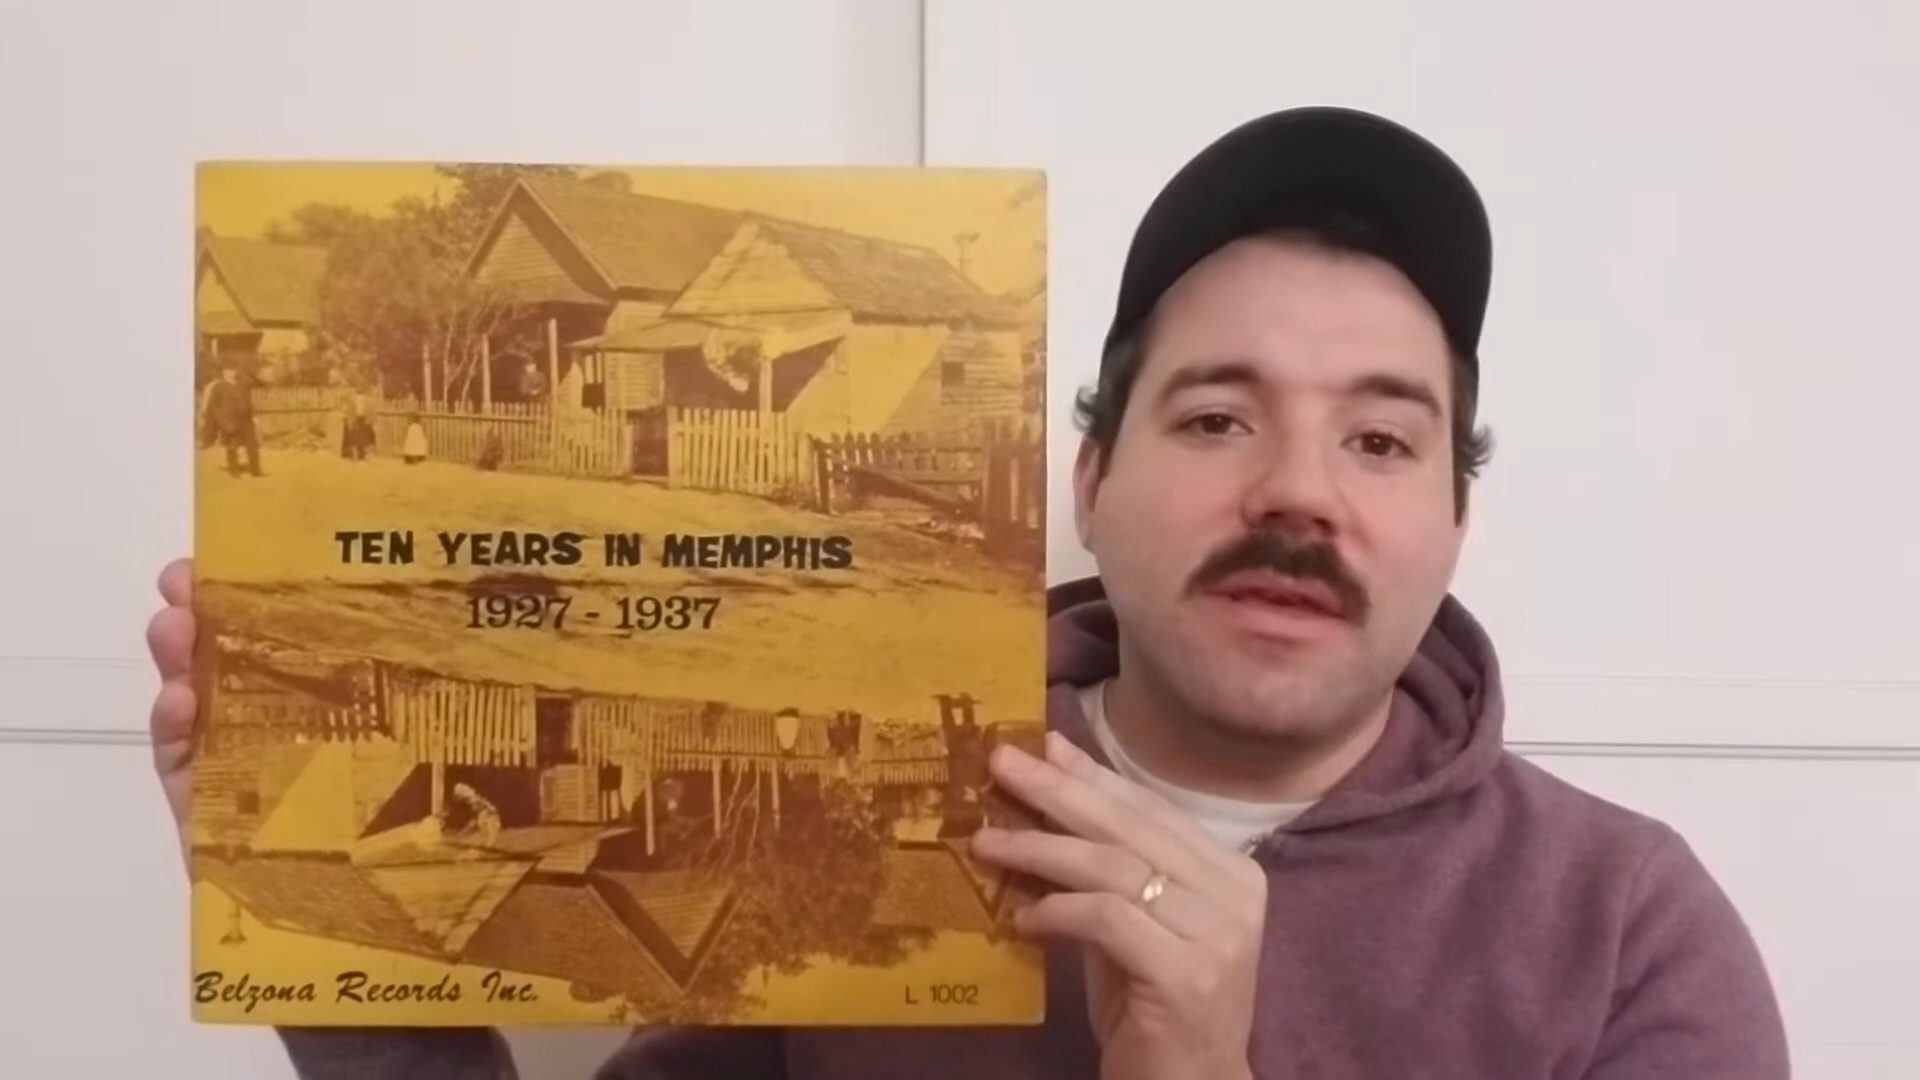 TEN YEARS IN MEMPHIS
1927 - 1937
Belzona Records Inc.
L 1002